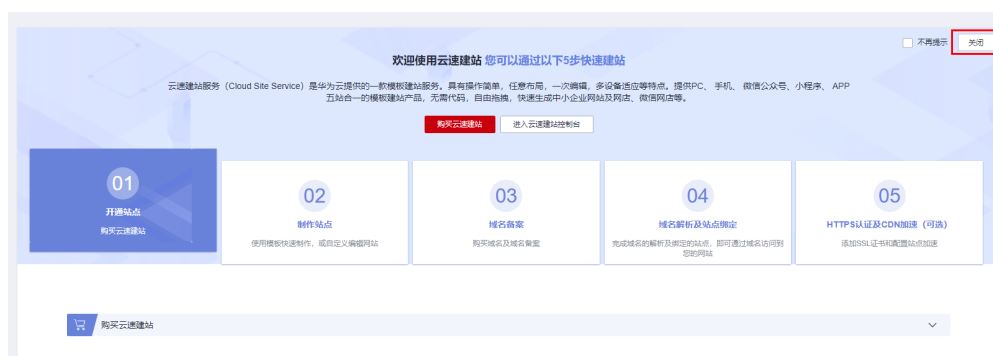 不再提示 关闭
欢迎使用云速建站 您可以通过以下5步快速建站
云速建站服务（Cloud Site Service）是华为云提供的一款模板建站服务。具有操作简单，任意布局，一次编辑，多设备适应等特点。提供PC、 手机、 微信公众号、小程序、 APP
五站合一的模板建站产品，无需代码，自由拖拽，快速生成中小企业网站及网店、微信网店等。
购买云速建站 进入云速建站控制台
01
开通站点
购买云速建站
02
制作站点
使用模板快速制作，或自定义编辑网站
03
域名备案
购买域名及域名备案
04
域名解析及站点绑定
完成域名的解析及绑定的站点，即可通过域名访问到
您的网站
05
HTTPS认证及CDN加速（可选）
添加SSL证书和配置站点加速
购买云速建站